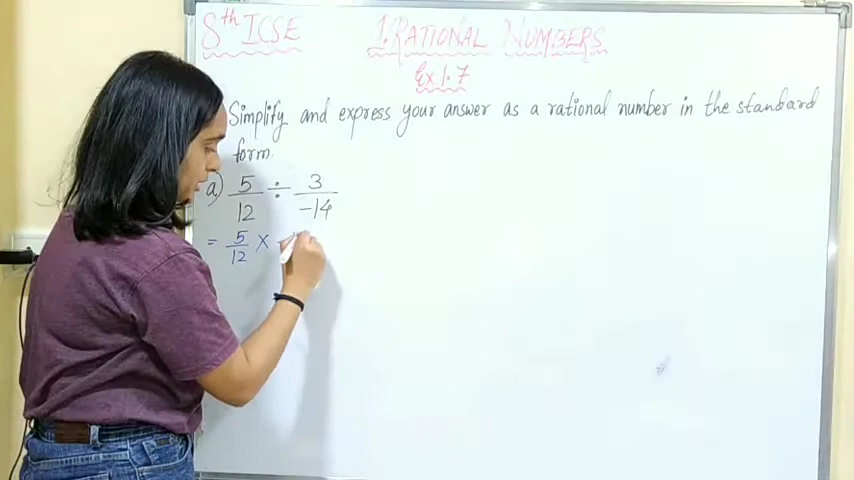 8th ICSE 1. RATIONAL NUMBERS
Ex 1.7
Simplify and express your answer as a rational number in the standard
form.
a) 5/12 ÷ 3/-14
= 5/12 × -